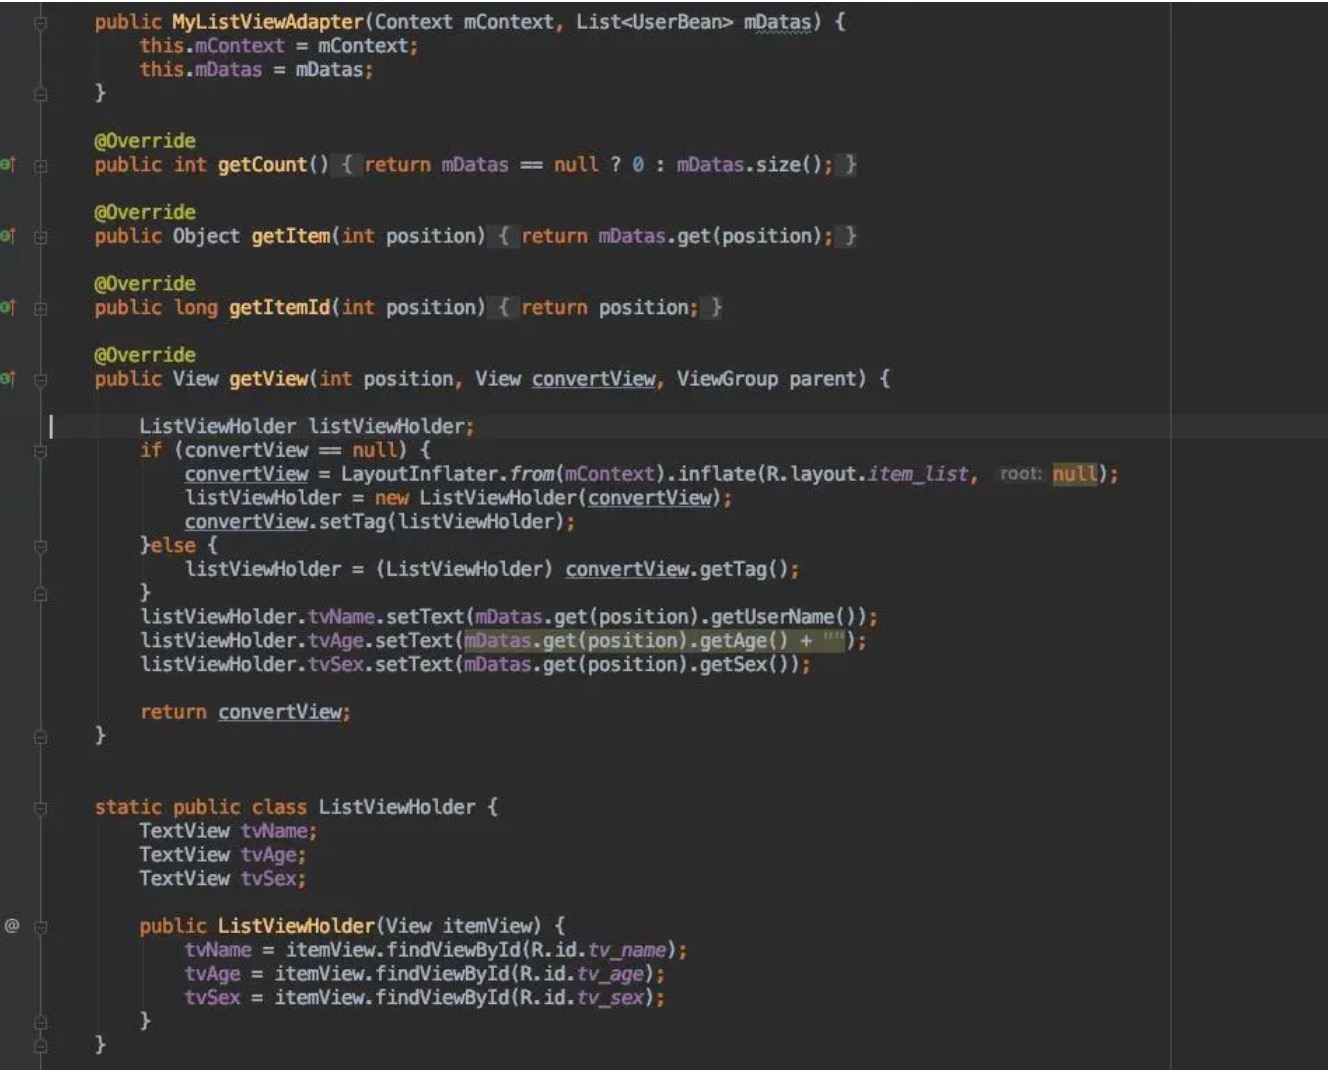 public MyListViewAdapter(Context mContext, List<UserBean> mDatas) {
this.mContext = mContext;
this.mDatas = mDatas;
}
@Override
public int getCount() { return mDatas == null ? 0 : mDatas.size(); }
@Override
public Object getItem(int position) { return mDatas.get(position); }
@Override
public long getItemId(int position) { return position; }
@Override
public View getView(int position, View convertView, ViewGroup parent) {
ListViewHolder listViewHolder;
if (convertView == null) {
convertView = LayoutInflater.from(mContext).inflate(R.layout.item_list, root: null);
listViewHolder = new ListViewHolder(convertView);
convertView.setTag(listViewHolder);
}else {
listViewHolder = (ListViewHolder) convertView.getTag();
}
listViewHolder.tvName.setText(mDatas.get(position).getUserName());
listViewHolder.tvAge.setText(mDatas.get(position).getAge() + "");
listViewHolder.tvSex.setText(mDatas.get(position).getSex());
return convertView;
}
static public class ListViewHolder {
TextView tvName;
TextView tvAge;
TextView tvSex;
@ public ListViewHolder(View itemView) {
tvName = itemView.findViewById(R.id.tv_name);
tvAge = itemView.findViewById(R.id.tv_age);
tvSex = itemView.findViewById(R.id.tv_sex);
}
}